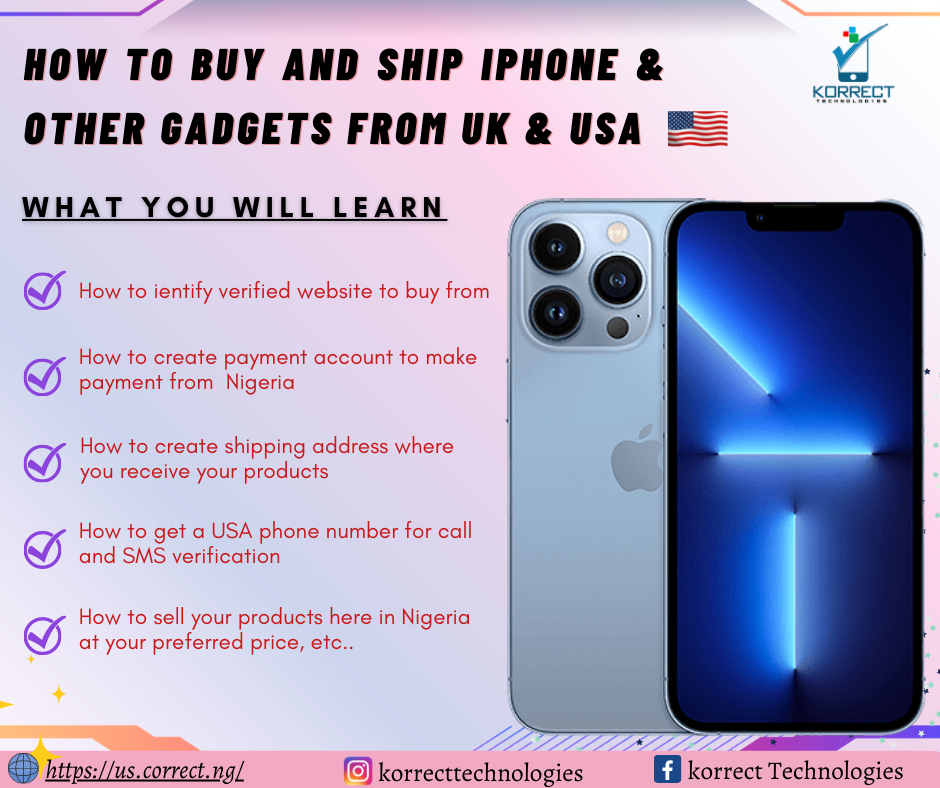 HOW TO BUY AND SHIP IPHONE &
OTHER GADGETS FROM UK & USA
KORRECT
TECHNOLOGIES
WHAT YOU WILL LEARN
How to ientify verified website to buy from
How to create payment account to make
payment from Nigeria
How to create shipping address where
you receive your products
How to get a USA phone number for call
and SMS verification
How to sell your products here in Nigeria
at your preferred price, etc..
https://us.correct.ng/
korrecttechnologies
korrect Technologies